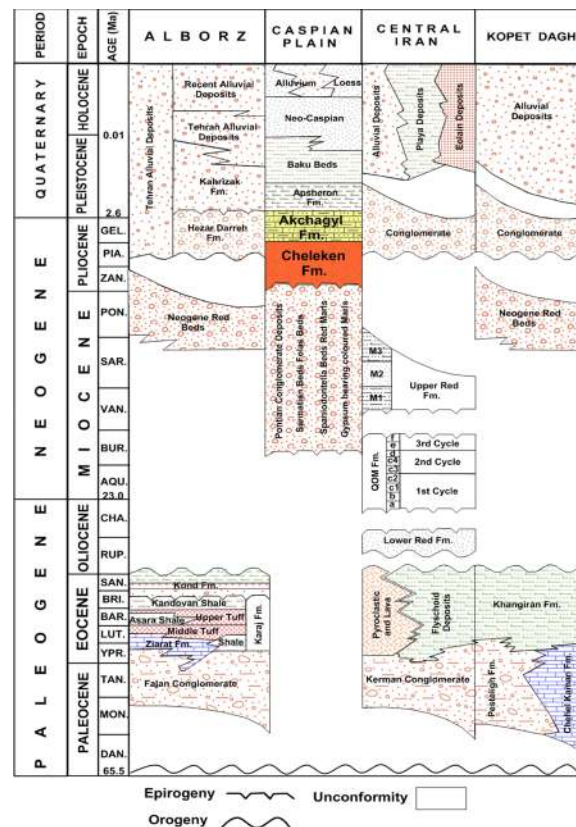 PERIOD
EPOCH
AGE (Ma)
ALBORZ
CASPIAN PLAIN
CENTRAL IRAN
KOPET DAGH
QUATERNARY
HOLOCENE
PLEISTOCENE
0.01
2.6
NEOGENE
PLIOCENE
GEL.
PIA.
ZAN.
MIOCENE
PON.
SAR.
VAN.
BUR.
AQU.
23.0
PALEOGENE
OLIOCENE
CHA.
RUP.
EOCENE
SAN.
BRI.
BAR.
LUT.
YPR.
PALEOCENE
TAN.
MON.
DAN.
65.5
Tehran Alluvial Deposits
Recent Alluvial
Deposits
Tehran Alluvial
Deposits
Kahrizak
Fm.
Hezar Darreh
Fm.
Neogene Red
Beds
Kond Fm.
Kandovan Shale
Asara Shale
Upper Tuff
Middle Tuff
Ziarat Fm.
Shale
Karaj Fm.
Fajan Conglomerate
Alluvium
Loess
Neo-Caspian
Baku Beds
Apsheron
Fm.
Akchagyl
Fm.
Cheleken
Fm.
Pontian Conglomerate Deposits
Sarmatian Beds Folas Beds
Spaniodontella Beds Red Marls
Gypsum bearing coloured Marls
Alluvial Deposits
Playa Deposits
Eolain Deposits
Conglomerate
M3
M2
M1
Upper Red
Fm.
QOM Fm.
f
e
d
c4
c3
c2
c1
b
a
3rd Cycle
2nd Cycle
1st Cycle
Lower Red Fm.
Pyroclastic
and Lava
Flyschoid
Deposits
Kerman Conglomerate
Alluvial
Deposits
Conglomerate
Neogene Red
Beds
Khangiran Fm.
Pesteligh Fm.
Chehel Kaman Fm.
Epirogeny
Unconformity
Orogeny